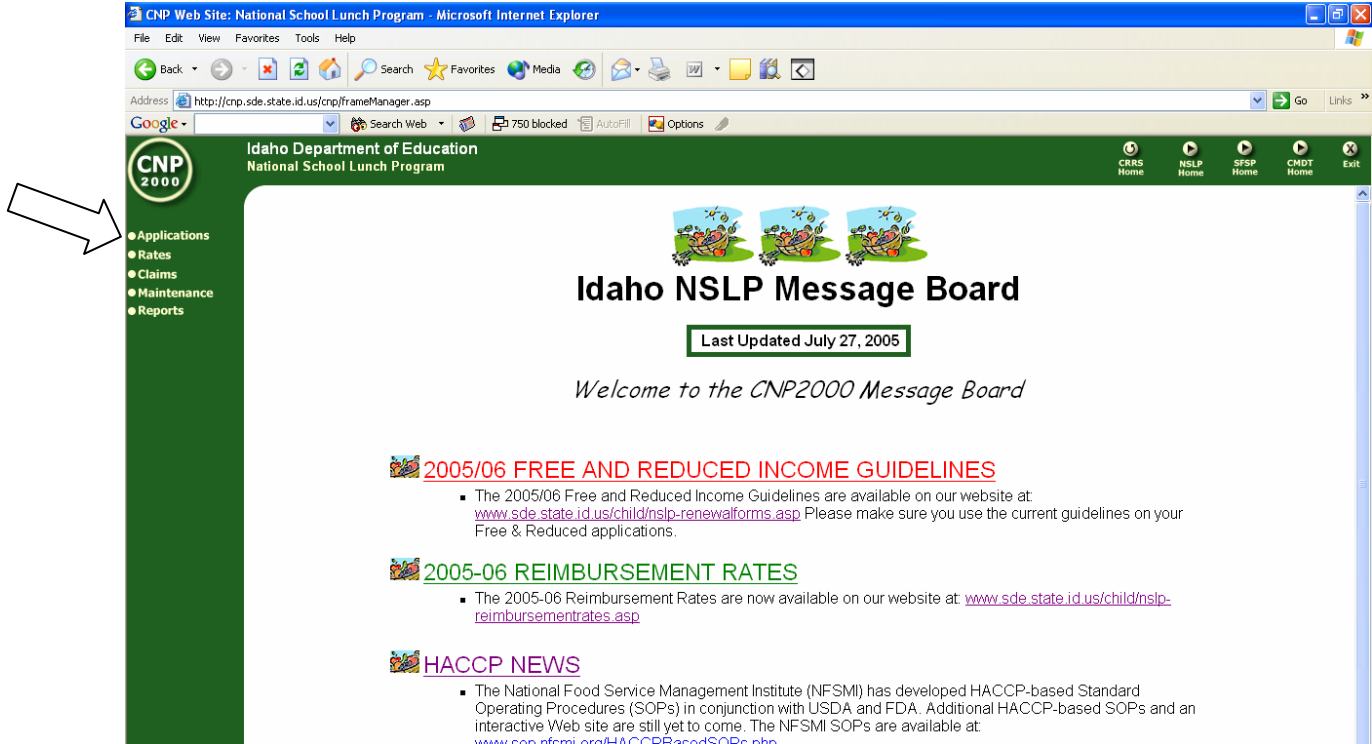 CNP Web Site: National School Lunch Program - Microsoft Internet Explorer
File Edit View Favorites Tools Help
Back Search Favorites Media
Address http://cnp.sde.state.id.us/cnp/frameManager.asp Go Links »
Google Search Web 750 blocked AutoFill Options
CNP
2000
Idaho Department of Education
National School Lunch Program
CRRS
Home
NSLP
Home
SFSP
Home
CMDT
Home
Exit
Applications
Rates
Claims
Maintenance
Reports
Idaho NSLP Message Board
Last Updated July 27, 2005
Welcome to the CNP2000 Message Board
2005/06 FREE AND REDUCED INCOME GUIDELINES
▪ The 2005/06 Free and Reduced Income Guidelines are available on our website at:
www.sde.state.id.us/child/nslp-renewalforms.asp Please make sure you use the current guidelines on your
Free & Reduced applications.
2005-06 REIMBURSEMENT RATES
▪ The 2005-06 Reimbursement Rates are now available on our website at: www.sde.state.id.us/child/nslp-
reimbursementrates.asp
HACCP NEWS
▪ The National Food Service Management Institute (NFSMI) has developed HACCP-based Standard
Operating Procedures (SOPs) in conjunction with USDA and FDA. Additional HACCP-based SOPs and an
interactive Web site are still yet to come. The NFSMI SOPs are available at:
www.sop.nfsmi.org/HACCPBasedSOPs.php